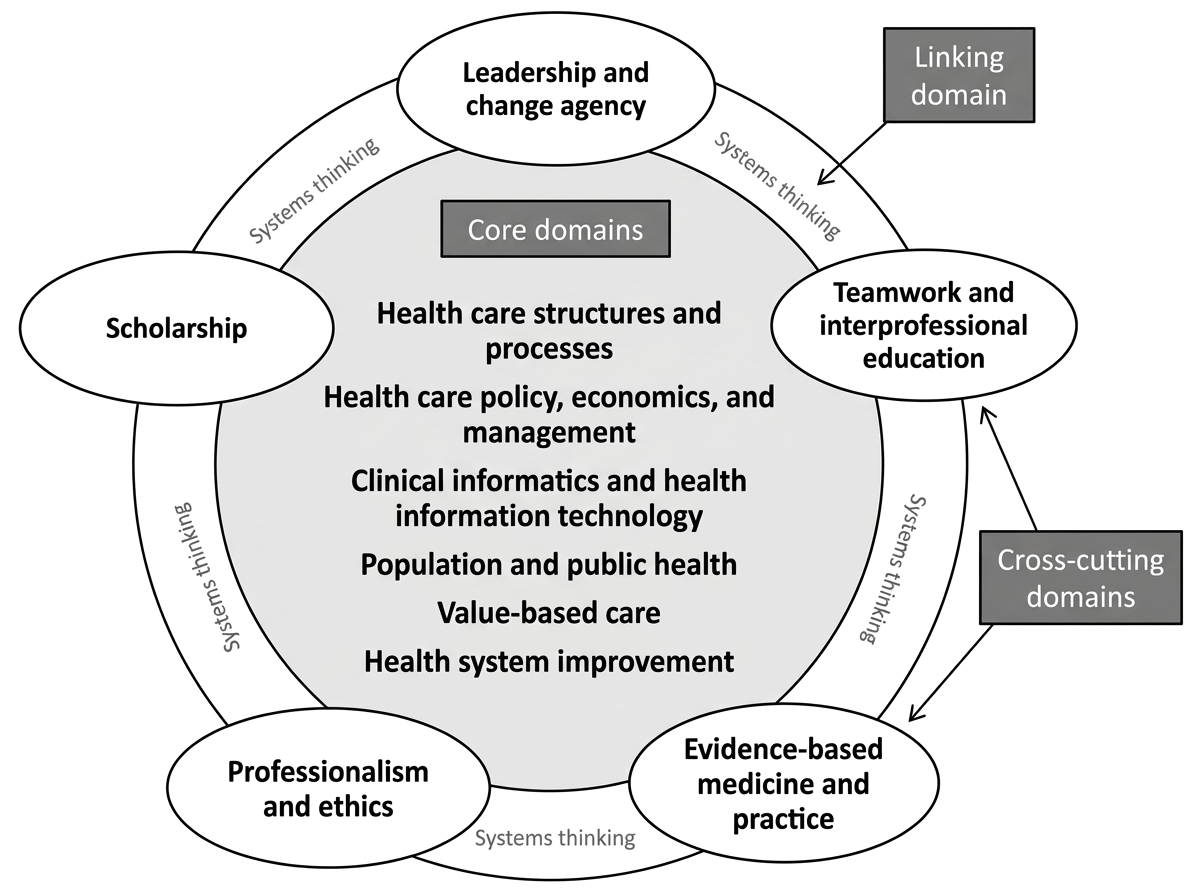 Leadership and
change agency
Linking
domain
Systems thinking
Systems thinking
Core domains
Scholarship
Teamwork and
interprofessional
education
Health care structures and
processes
Health care policy, economics, and
management
Clinical informatics and health
information technology
Population and public health
Value-based care
Health system improvement
Systems thinking
Systems thinking
Cross-cutting
domains
Professionalism
and ethics
Evidence-based
medicine and
practice
Systems thinking